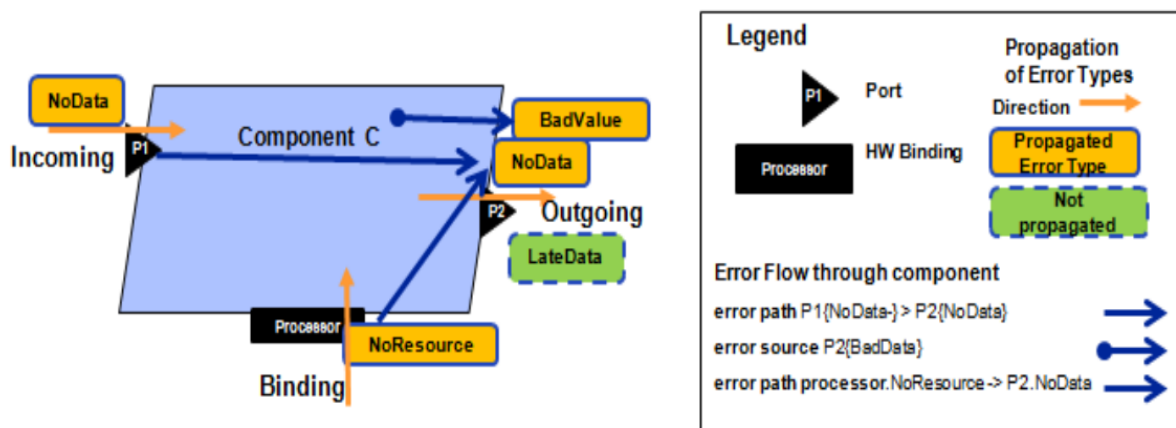 NoData
Incoming
P1
Component C
BadValue
NoData
P2
Outgoing
LateData
Processor
NoResource
Binding
Legend
P1
Port
Processor
HW Binding
Propagation
of Error Types
Direction
Propagated
Error Type
Not
propagated
Error Flow through component
error path P1{NoData-} > P2{NoData}
error source P2{BadData}
error path processor.NoResource -> P2.NoData